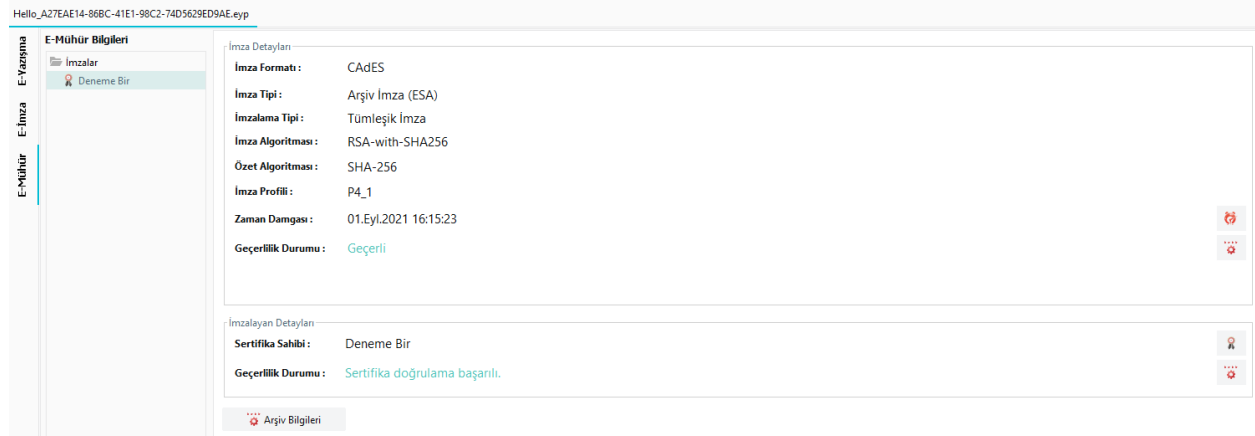 Hello_A27EAE14-86BC-41E1-98C2-74D5629ED9AE.eyp
E-Yazışma
E-İmza
E-Mühür
E-Mühür Bilgileri
İmzalar
Deneme Bir
İmza Detayları
İmza Formatı : CAdES
İmza Tipi : Arşiv İmza (ESA)
İmzalama Tipi : Tümleşik İmza
İmza Algoritması : RSA-with-SHA256
Özet Algoritması : SHA-256
İmza Profili : P4_1
Zaman Damgası : 01.Eyl.2021 16:15:23
Geçerlilik Durumu : Geçerli
İmzalayan Detayları
Sertifika Sahibi : Deneme Bir
Geçerlilik Durumu : Sertifika doğrulama başarılı.
Arşiv Bilgileri